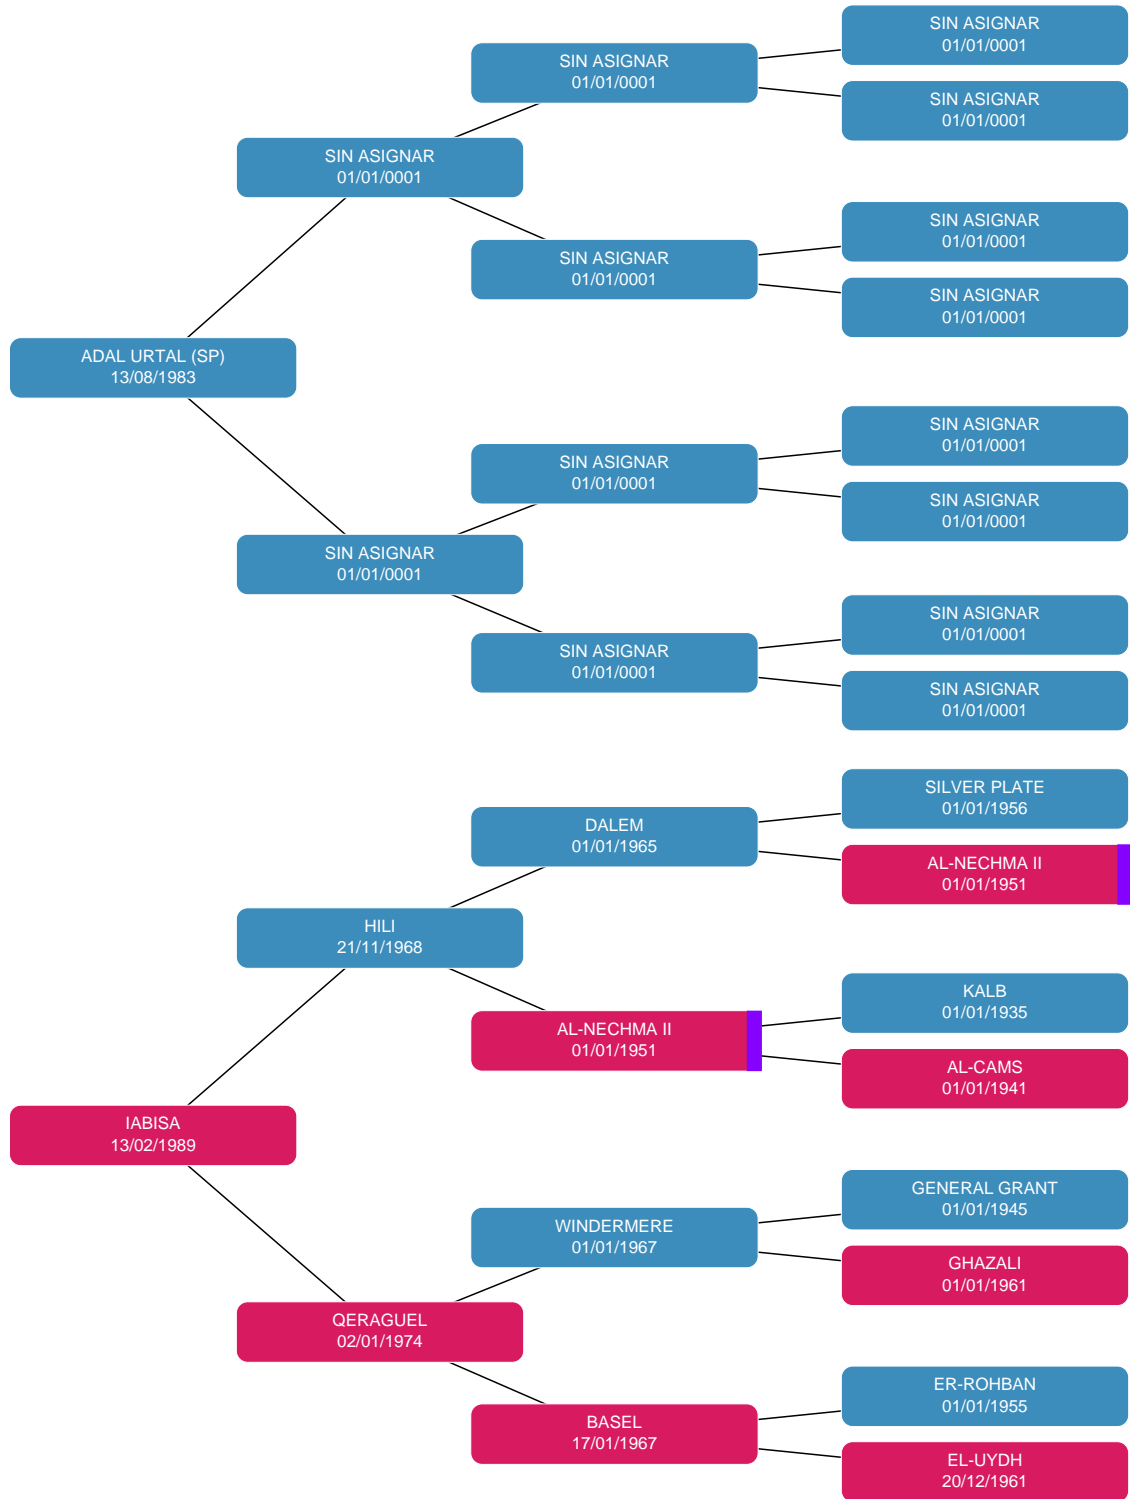 SIN ASIGNAR
01/01/0001
SIN ASIGNAR
01/01/0001
SIN ASIGNAR
01/01/0001
SIN ASIGNAR
01/01/0001
SIN ASIGNAR
01/01/0001
SIN ASIGNAR
01/01/0001
SIN ASIGNAR
01/01/0001
ADAL URTAL (SP)
13/08/1983
SIN ASIGNAR
01/01/0001
SIN ASIGNAR
01/01/0001
SIN ASIGNAR
01/01/0001
SIN ASIGNAR
01/01/0001
SIN ASIGNAR
01/01/0001
SIN ASIGNAR
01/01/0001
SIN ASIGNAR
01/01/0001
SILVER PLATE
01/01/1956
DALEM
01/01/1965
AL-NECHMA II
01/01/1951
HILI
21/11/1968
KALB
01/01/1935
AL-NECHMA II
01/01/1951
AL-CAMS
01/01/1941
IABISA
13/02/1989
GENERAL GRANT
01/01/1945
WINDERMERE
01/01/1967
GHAZALI
01/01/1961
QERAGUEL
02/01/1974
ER-ROHBAN
01/01/1955
BASEL
17/01/1967
EL-UYDH
20/12/1961